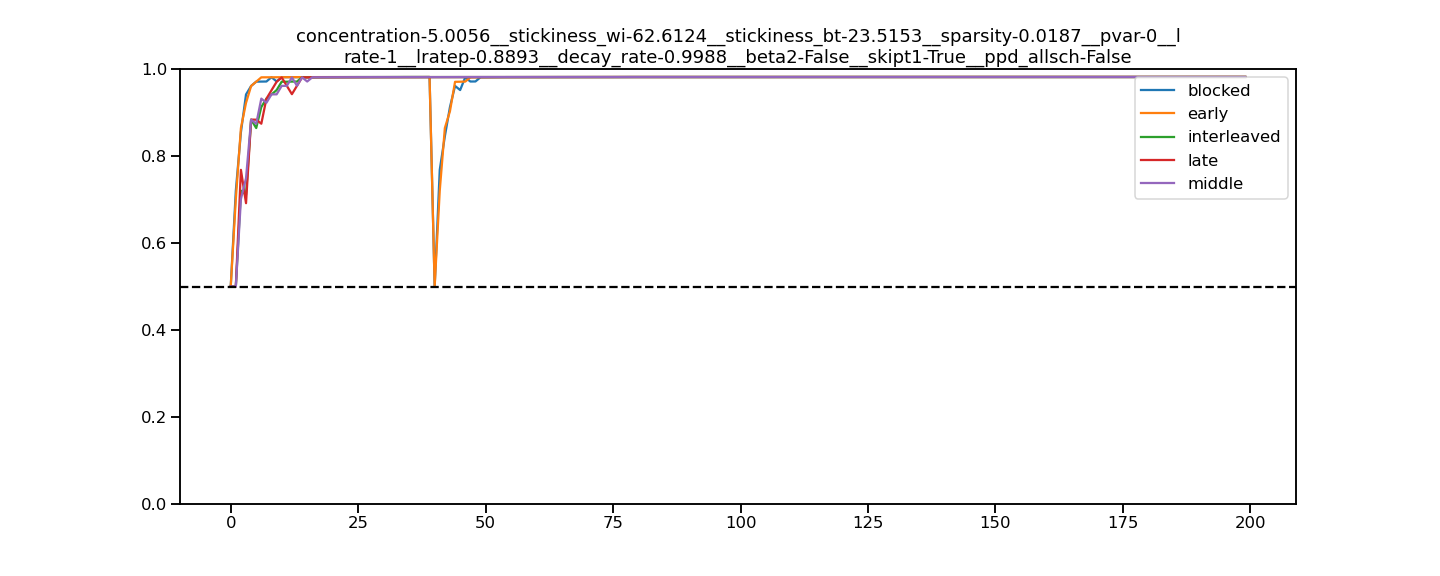 concentration-5.0056__stickiness_wi-62.6124__stickiness_bt-23.5153__sparsity-0.0187__pvar-0__l
rate-1__lratep-0.8893__decay_rate-0.9988__beta2-False__skipt1-True__ppd_allsch-False
1.0
0.8
0.6
0.4
0.2
0.0
blocked
early
interleaved
late
middle
0 25 50 75 100 125 150 175 200